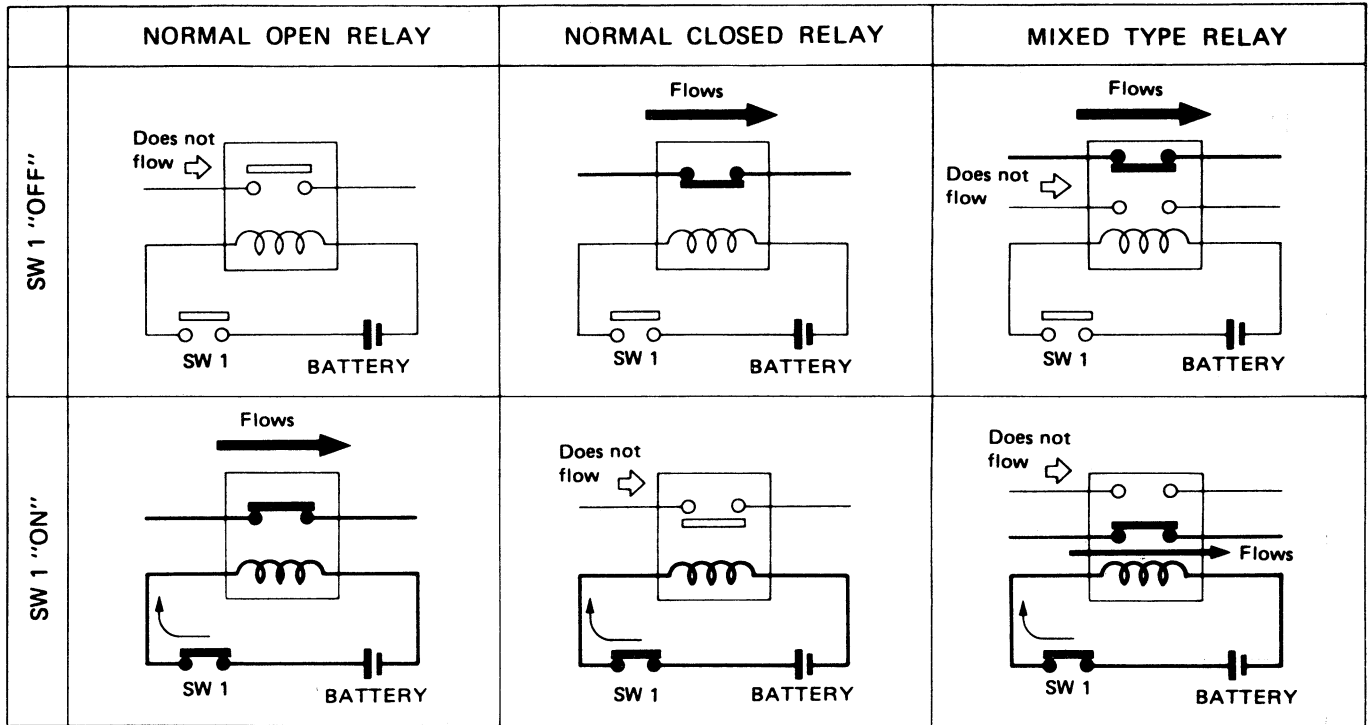 NORMAL OPEN RELAY
NORMAL CLOSED RELAY
MIXED TYPE RELAY
SW 1 "OFF"
Does not
flow
SW 1
BATTERY
Flows
SW 1
BATTERY
Flows
Does not
flow
SW 1
BATTERY
SW 1 "ON"
Flows
SW 1
BATTERY
Does not
flow
SW 1
BATTERY
Does not
flow
Flows
SW 1
BATTERY